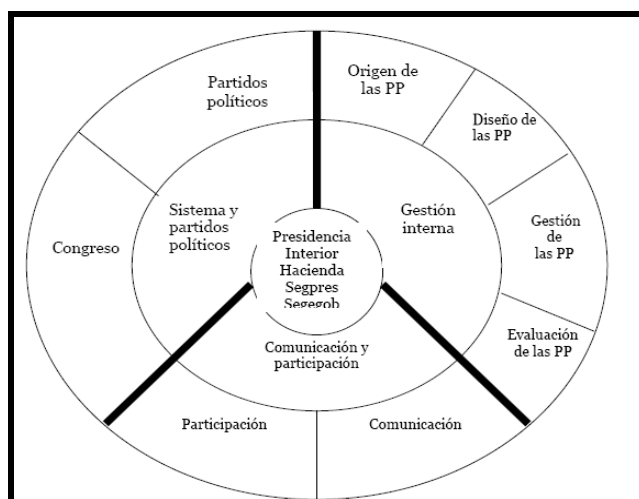 Partidos
políticos
Origen de
las PP
Diseño de
las PP
Gestión
de
las PP
Evaluación
de las PP
Congreso
Sistema y
partidos
políticos
Gestión
interna
Presidencia
Interior
Hacienda
Segpres
Segegob
Comunicación y
participación
Participación
Comunicación